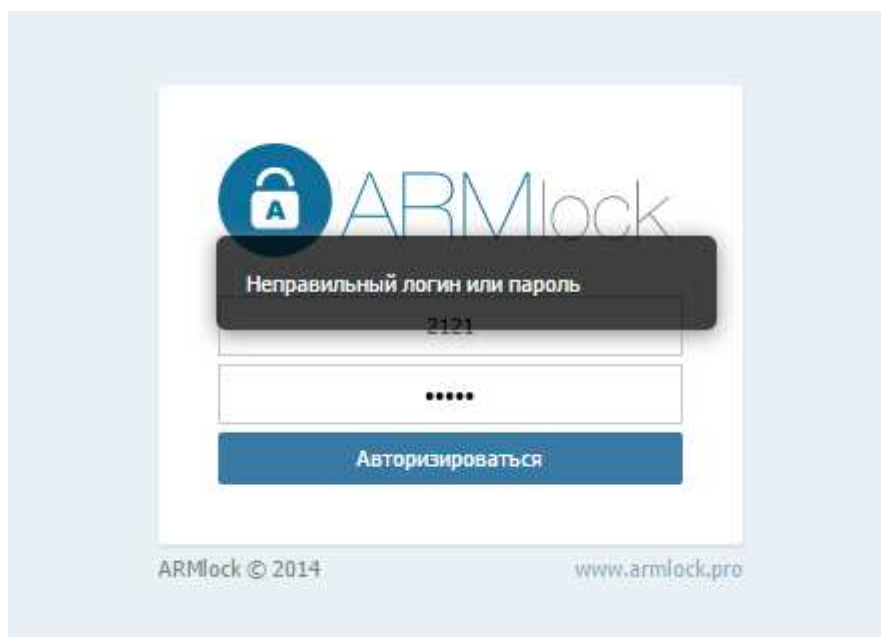 A
ARMlock
Неправильный логин или пароль
2121
•••••
Авторизироваться
ARMlock © 2014
www.armlock.pro